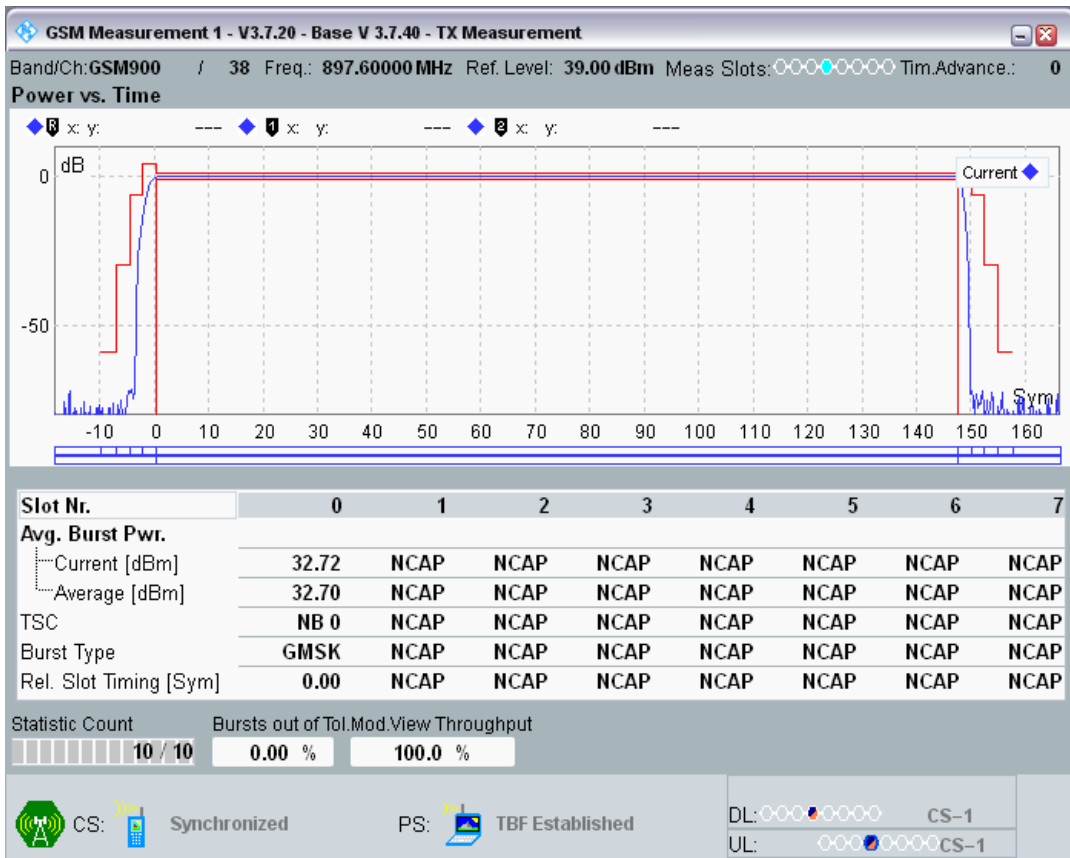 GSM Measurement 1 - V3.7.20 - Base V 3.7.40 - TX Measurement
Band/Ch:GSM900 / 38 Freq.: 897.60000 MHz Ref. Level: 39.00 dBm Meas Slots: Tim.Advance.: 0
Power vs. Time
R x: y: --- 1 x: y: --- 2 x: y: ---
dB
Current
0
-50
Sym
-10 0 10 20 30 40 50 60 70 80 90 100 110 120 130 140 150 160
Slot Nr. 0 1 2 3 4 5 6 7
Avg. Burst Pwr.
Current [dBm] 32.72 NCAP NCAP NCAP NCAP NCAP NCAP NCAP
Average [dBm] 32.70 NCAP NCAP NCAP NCAP NCAP NCAP NCAP
TSC NB 0 NCAP NCAP NCAP NCAP NCAP NCAP NCAP
Burst Type GMSK NCAP NCAP NCAP NCAP NCAP NCAP NCAP
Rel. Slot Timing [Sym] 0.00 NCAP NCAP NCAP NCAP NCAP NCAP NCAP
Statistic Count Bursts out of Tol.Mod.View Throughput
10 / 10 0.00 % 100.0 %
CS: Synchronized PS: TBF Established
DL: CS-1
UL: CS-1